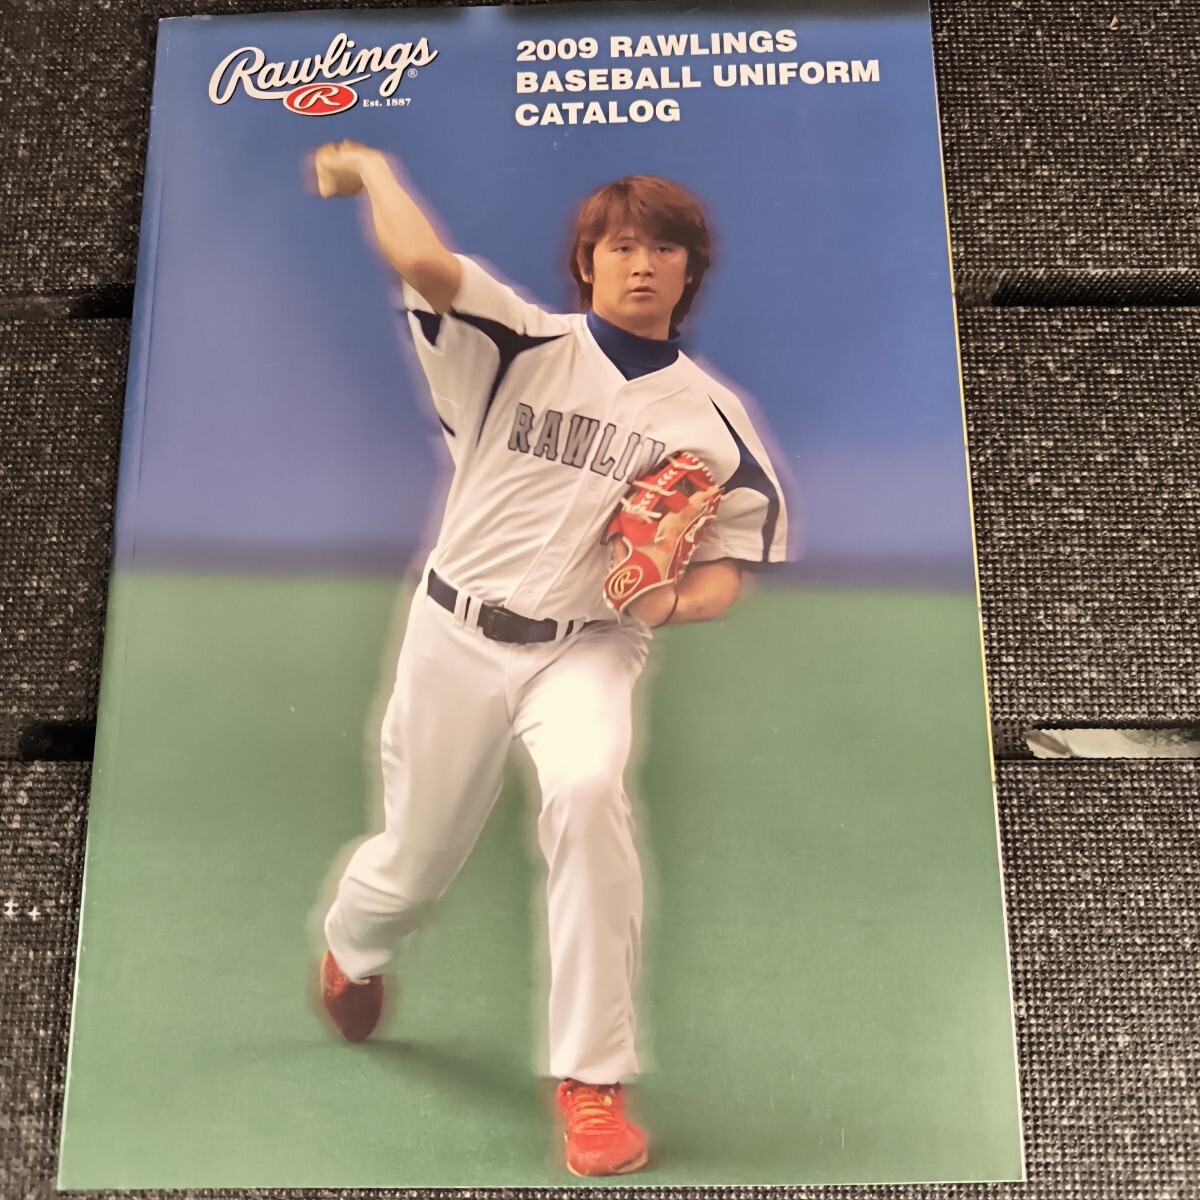 Rawlings®
R
Est. 1887
2009 RAWLINGS
BASEBALL UNIFORM
CATALOG
RAWLIN
R